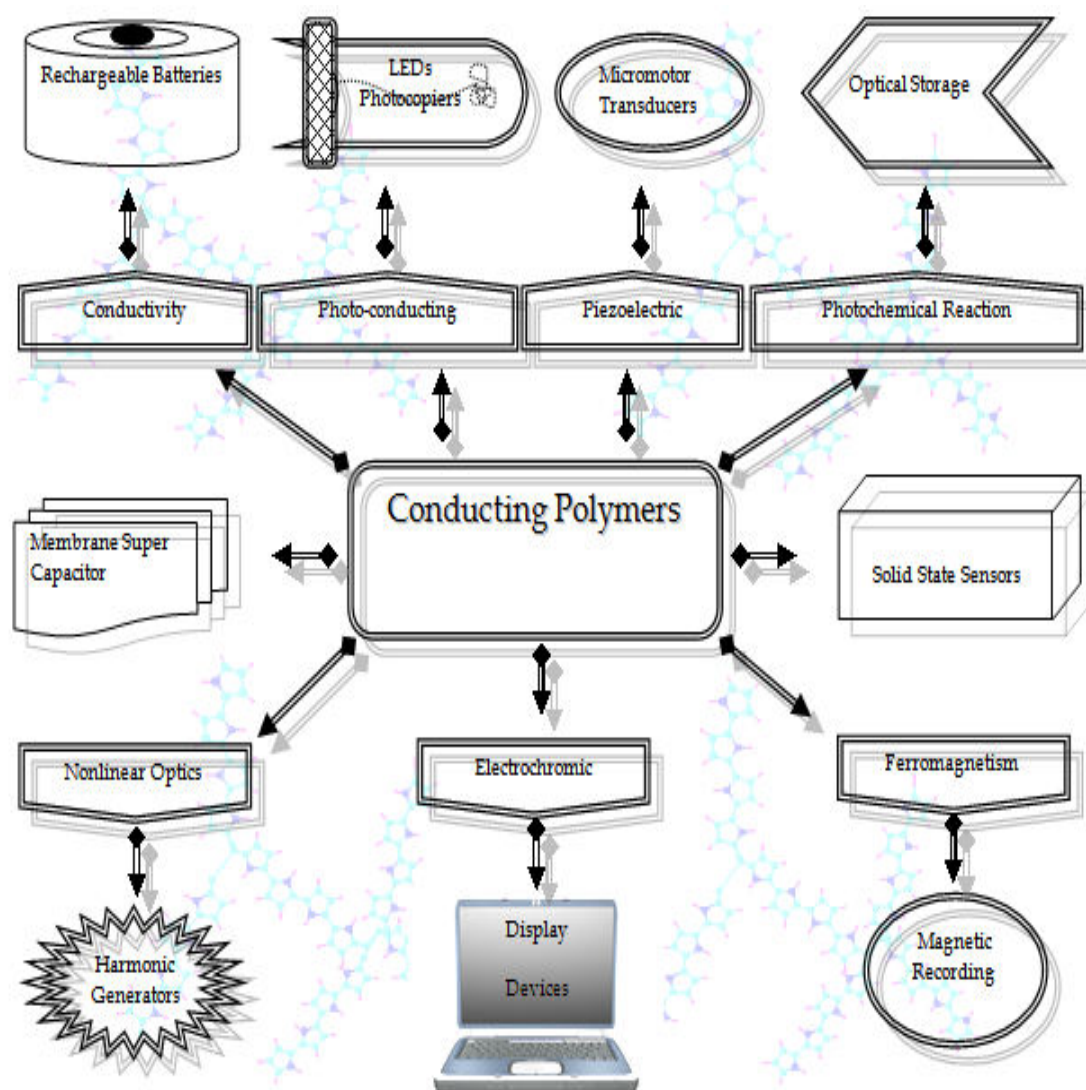 Rechargeable Batteries
LEDs
Photocopiers
Micromotor
Transducers
Optical Storage
Conductivity
Photo-conducting
Piezoelectric
Photochemical Reaction
Conducting Polymers
Membrane Super
Capacitor
Solid State Sensors
Nonlinear Optics
Electrochromic
Ferromagnetism
Harmonic
Generators
Display
Devices
Magnetic
Recording